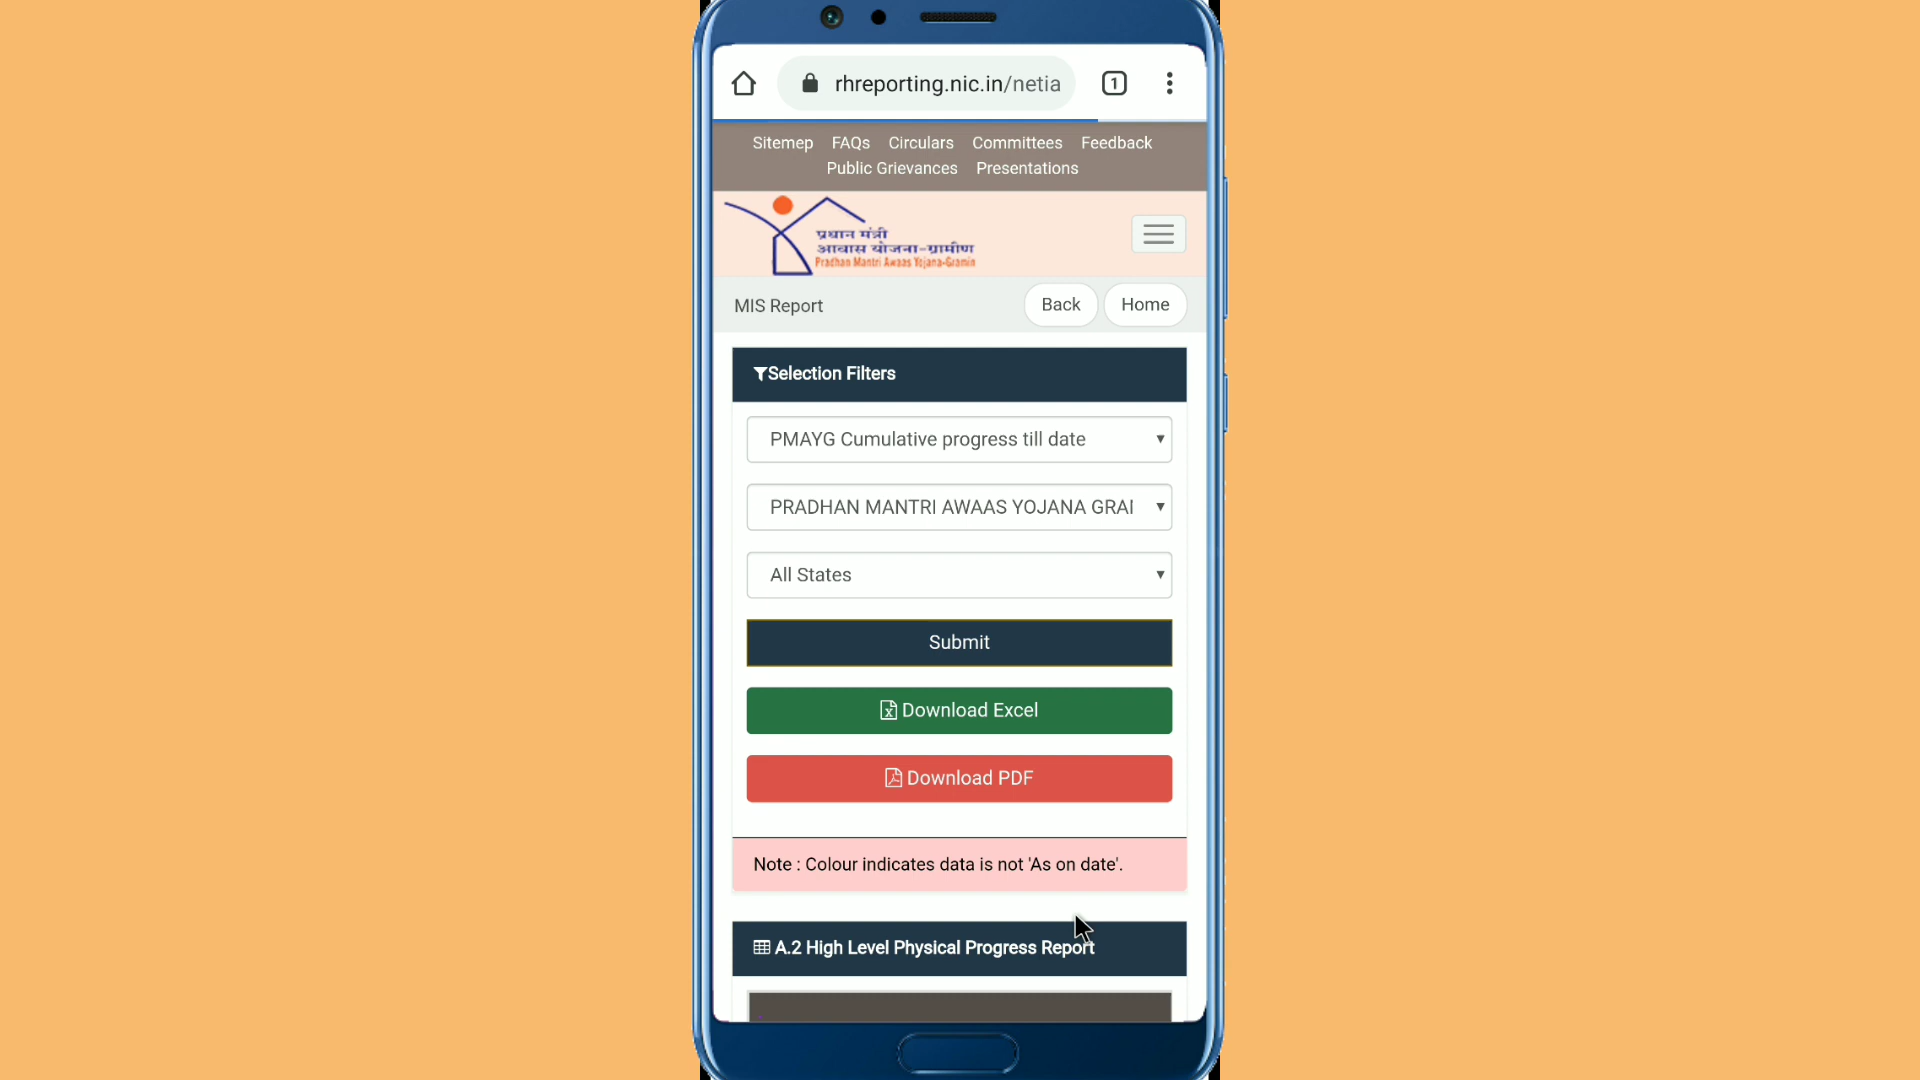 rhreporting.nic.in/netia
1
Sitemep FAQs Circulars Committees Feedback
Public Grievances Presentations
प्रधान मंत्री
आवास योजना-ग्रामीण
Pradhan Mantri Awaas Yojana-Gramin
MIS Report
Back
Home
Selection Filters
PMAYG Cumulative progress till date
PRADHAN MANTRI AWAAS YOJANA GRAI
All States
Submit
Download Excel
Download PDF
Note : Colour indicates data is not 'As on date'.
A.2 High Level Physical Progress Report